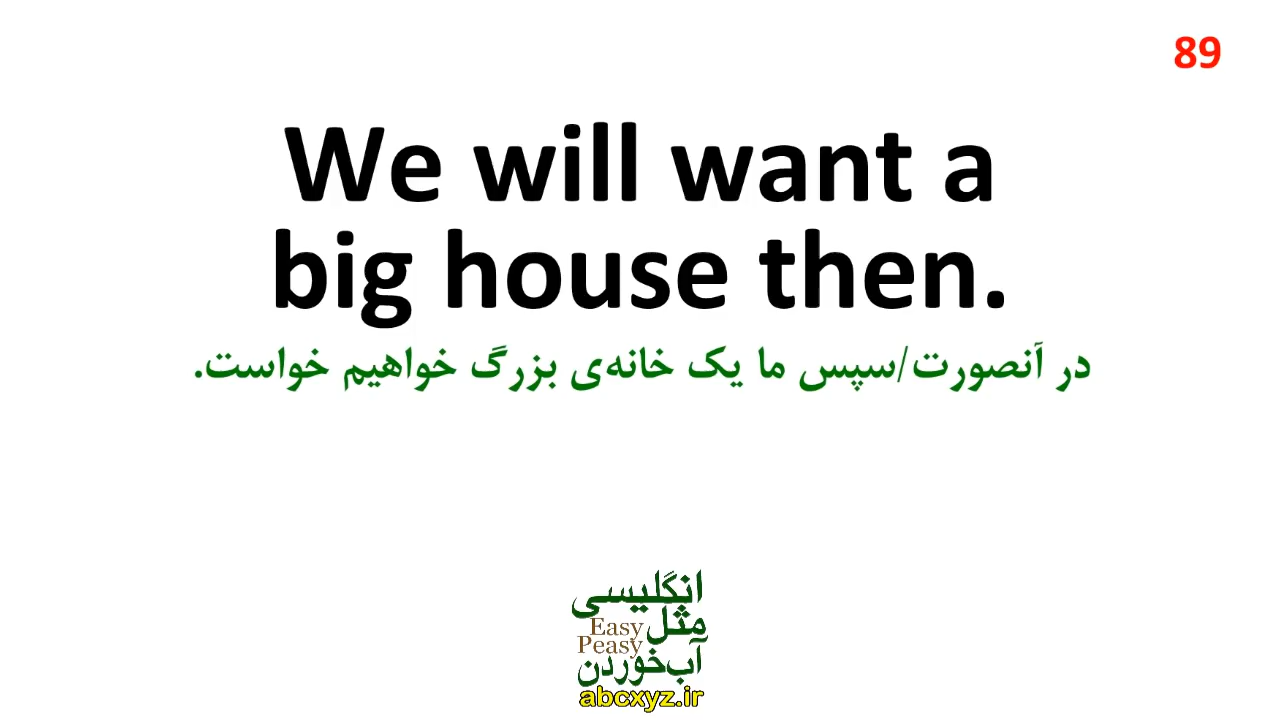 89
We will want a
big house then.
در آنصورت/سپس ما یک خانه‌ی بزرگ خواهیم خواست.
انگلیسی
مثل Easy
Peasy
آب‌خوردن
abcxyz.ir